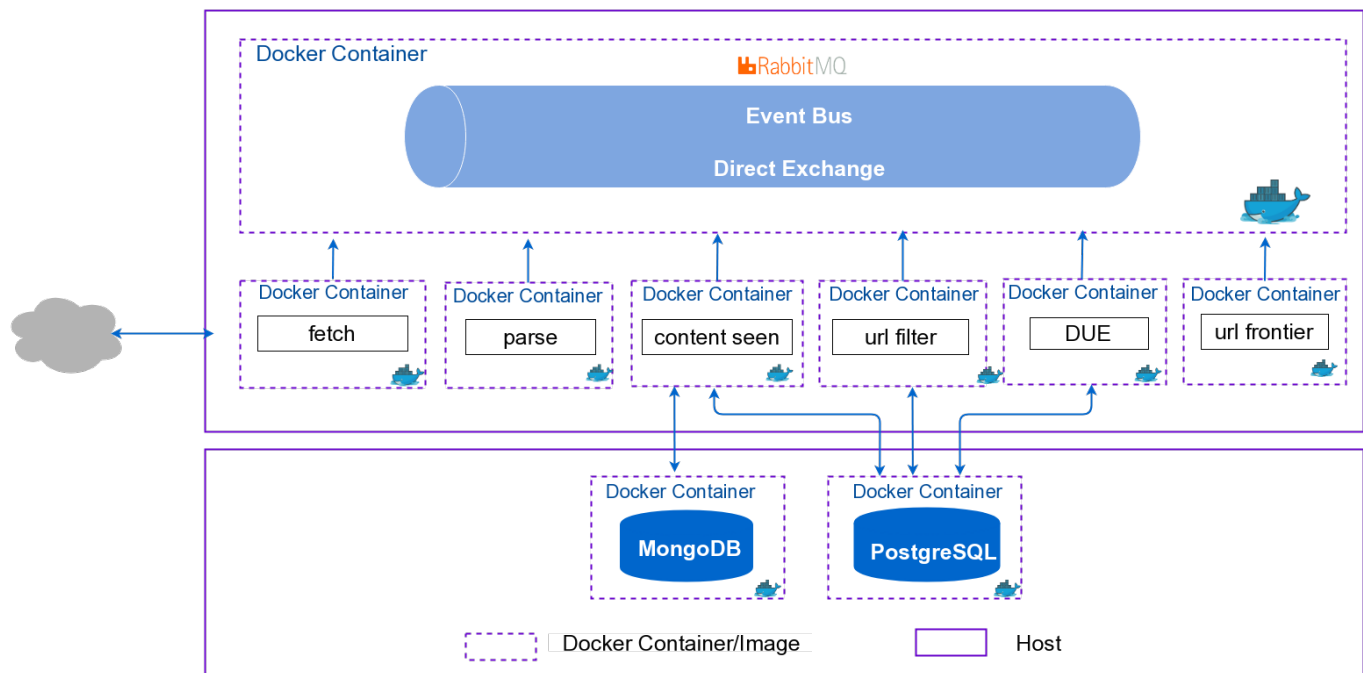 Docker Container
RabbitMQ
Event Bus
Direct Exchange
Docker Container
fetch
Docker Container
parse
Docker Container
content seen
Docker Container
url filter
Docker Container
DUE
Docker Container
url frontier
Docker Container
MongoDB
Docker Container
PostgreSQL
Docker Container/Image
Host